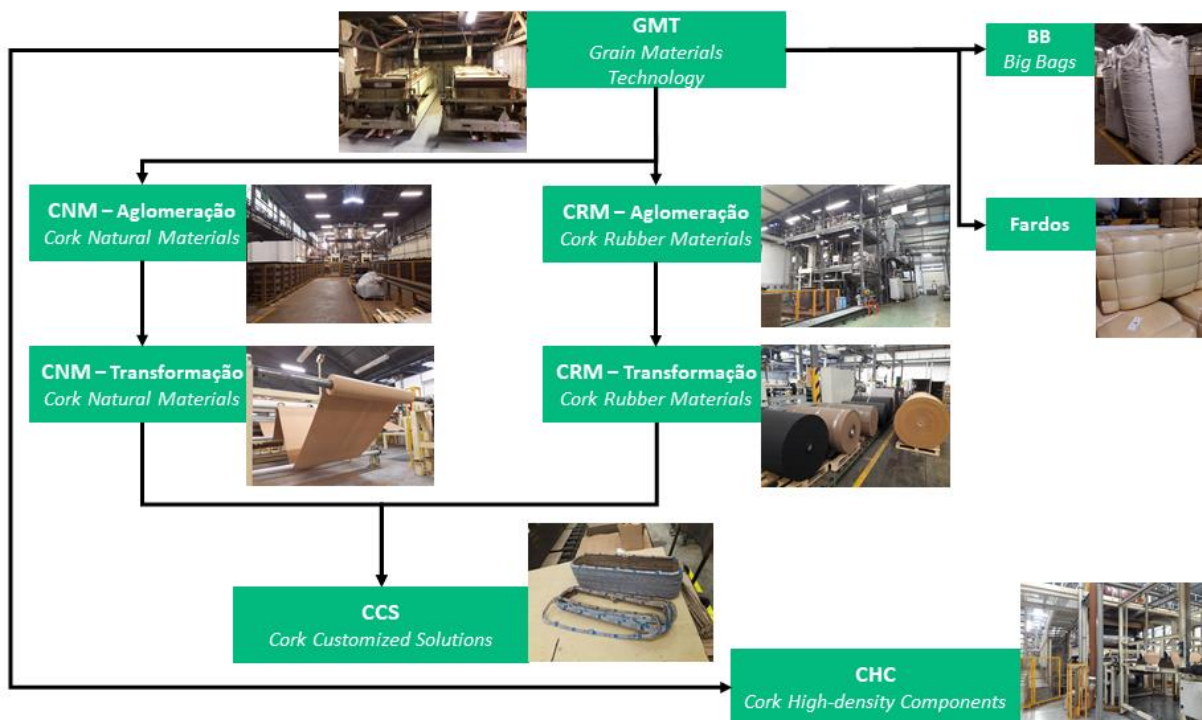 GMT
Grain Materials
Technology
BB
Big Bags
CNM – Aglomeração
Cork Natural Materials
CRM – Aglomeração
Cork Rubber Materials
Fardos
CNM – Transformação
Cork Natural Materials
CRM – Transformação
Cork Rubber Materials
CCS
Cork Customized Solutions
CHC
Cork High-density Components